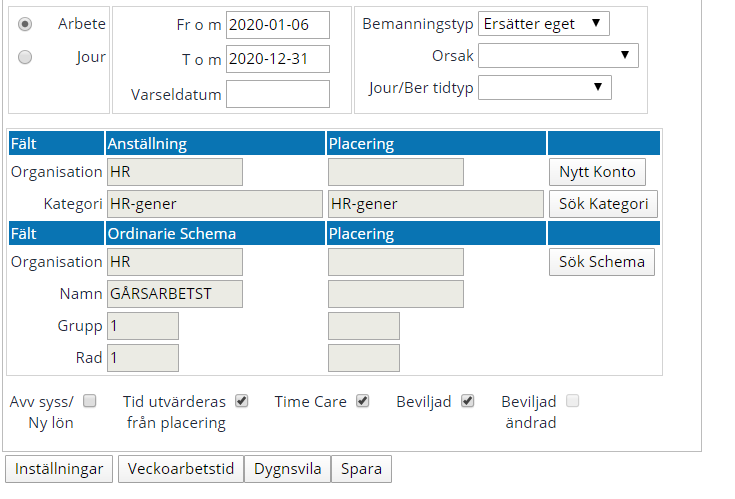 Arbete Fr o m 2020-01-06 Bemanningstyp Ersätter eget
Jour T o m 2020-12-31 Orsak
Varseldatum Jour/Ber tidtyp
Fält Anställning Placering
Organisation HR Nytt Konto
Kategori HR-gener HR-gener Sök Kategori
Fält Ordinarie Schema Placering
Organisation HR Sök Schema
Namn GÅRSARBETST
Grupp 1
Rad 1
Avv syss/ Tid utvärderas Time Care Beviljad Beviljad
Ny lön från placering ändrad
Inställningar Veckoarbetstid Dygnsvila Spara